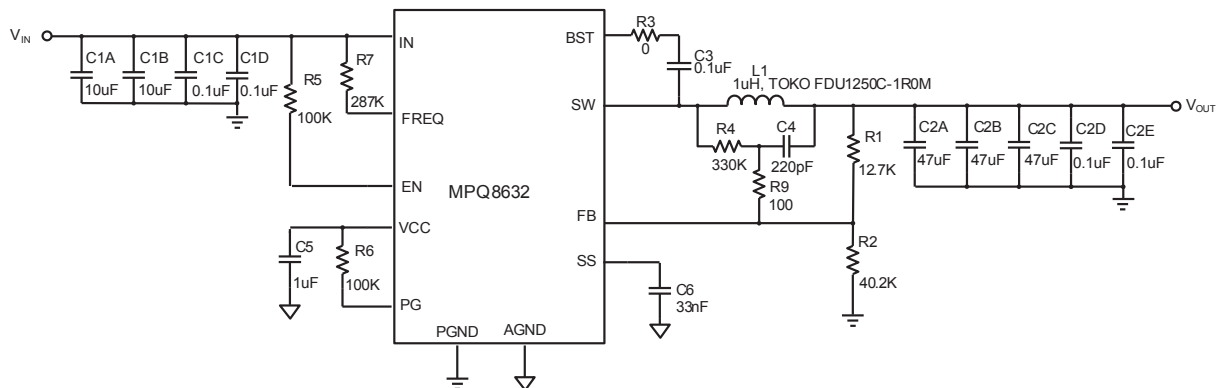 VIN
C1A
10uF
C1B
10uF
C1C
0.1uF
C1D
0.1uF
R5
100K
R7
287K
IN
FREQ
EN
VCC
PG
PGND
AGND
MPQ8632
BST
SW
FB
SS
C5
1uF
R6
100K
R3
0
C3
0.1uF
L1
1uH, TOKO FDU1250C-1R0M
R4
330K
C4
220pF
R9
100
R1
12.7K
R2
40.2K
C6
33nF
C2A
47uF
C2B
47uF
C2C
47uF
C2D
0.1uF
C2E
0.1uF
VOUT